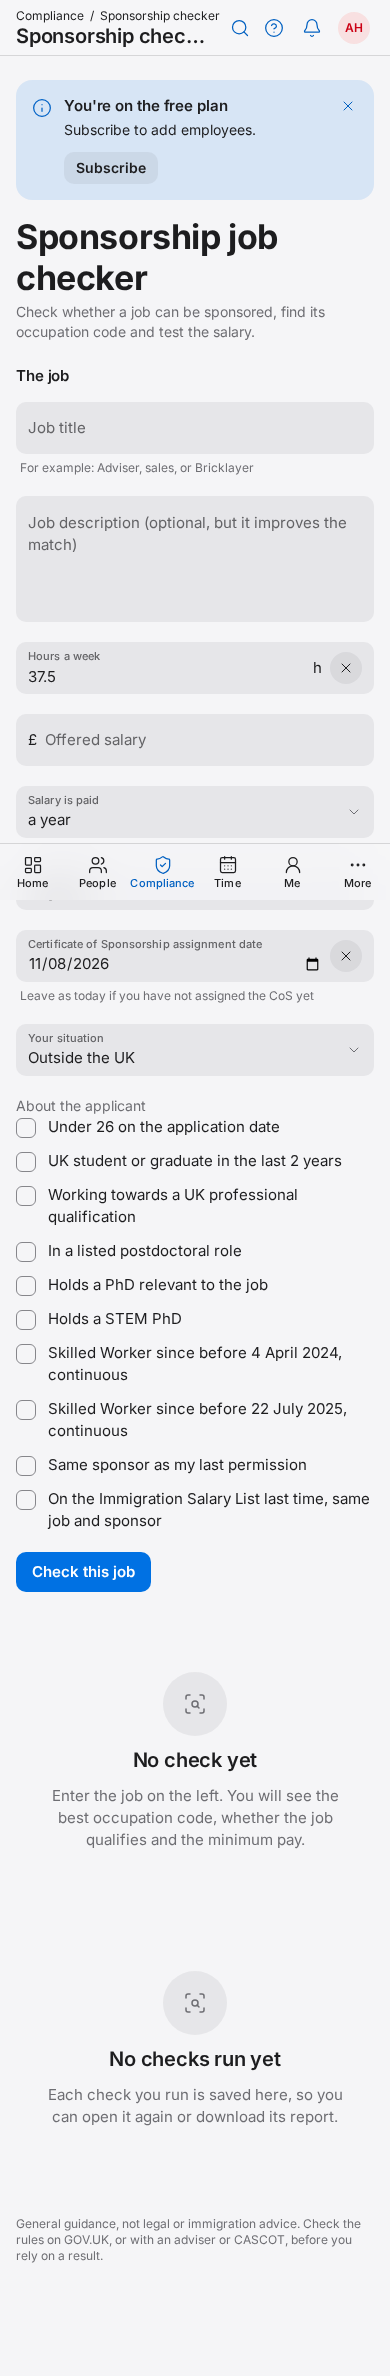 Compliance / Sponsorship checker
Sponsorship chec...
AH
You're on the free plan
Subscribe to add employees.
Subscribe
Sponsorship job
checker
Check whether a job can be sponsored, find its
occupation code and test the salary.
The job
Job title
For example: Adviser, sales, or Bricklayer
Job description (optional, but it improves the
match)
Hours a week
37.5
h
£ Offered salary
Salary is paid
a year
Home
People
Compliance
Time
Me
More
Certificate of Sponsorship assignment date
11/08/2026
Leave as today if you have not assigned the CoS yet
Your situation
Outside the UK
About the applicant
Under 26 on the application date
UK student or graduate in the last 2 years
Working towards a UK professional
qualification
In a listed postdoctoral role
Holds a PhD relevant to the job
Holds a STEM PhD
Skilled Worker since before 4 April 2024,
continuous
Skilled Worker since before 22 July 2025,
continuous
Same sponsor as my last permission
On the Immigration Salary List last time, same
job and sponsor
Check this job
No check yet
Enter the job on the left. You will see the
best occupation code, whether the job
qualifies and the minimum pay.
No checks run yet
Each check you run is saved here, so you
can open it again or download its report.
General guidance, not legal or immigration advice. Check the
rules on GOV.UK, or with an adviser or CASCOT, before you
rely on a result.